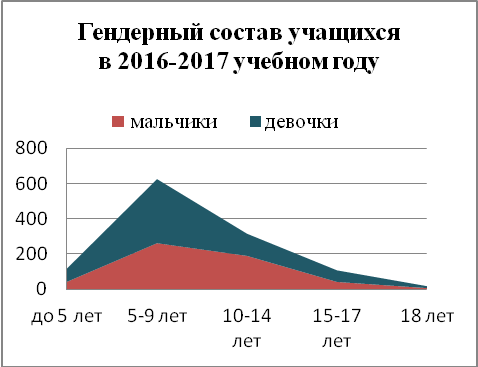 Гендерный состав учащихся
в 2016-2017 учебном году
мальчики девочки
800
600
400
200
0
до 5 лет 5-9 лет 10-14 лет 15-17 лет 18 лет